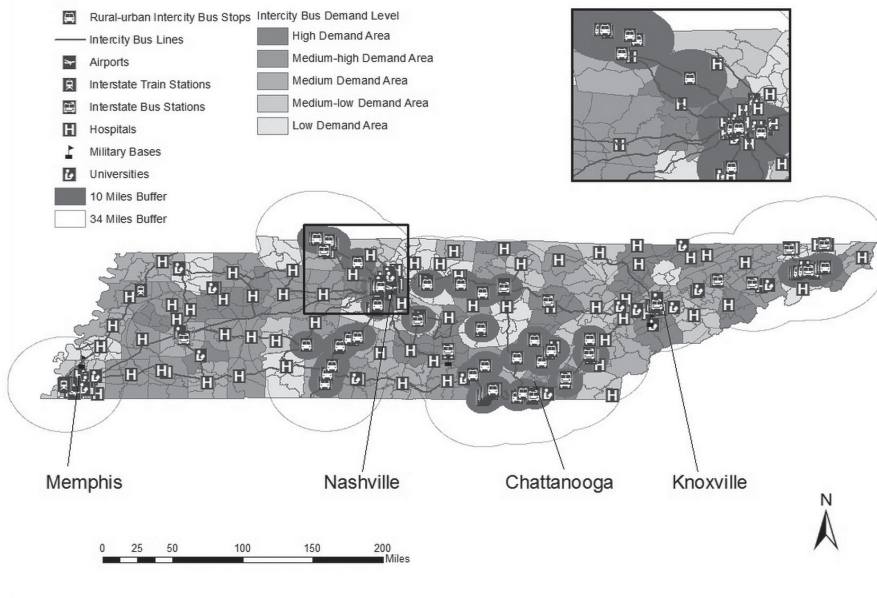 Rural-urban Intercity Bus Stops
Intercity Bus Lines
Airports
Interstate Train Stations
Interstate Bus Stations
Hospitals
Military Bases
Universities
10 Miles Buffer
34 Miles Buffer
Intercity Bus Demand Level
High Demand Area
Medium-high Demand Area
Medium Demand Area
Medium-low Demand Area
Low Demand Area
Memphis
Nashville
Chattanooga
Knoxville
N
0 25 50 100 150 200
Miles